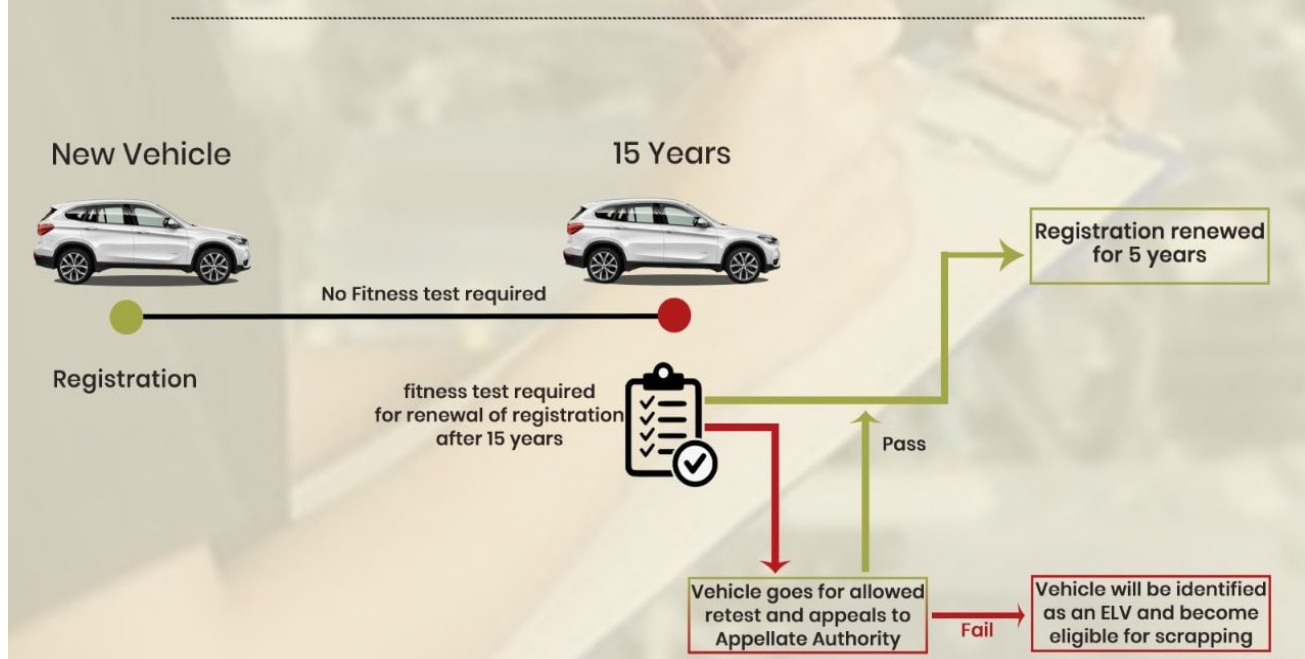 New Vehicle
15 Years
Registration renewed
for 5 years
No Fitness test required
Registration
fitness test required
for renewal of registration
after 15 years
Pass
Vehicle goes for allowed
retest and appeals to
Appellate Authority
Fail
Vehicle will be identified
as an ELV and become
eligible for scrapping